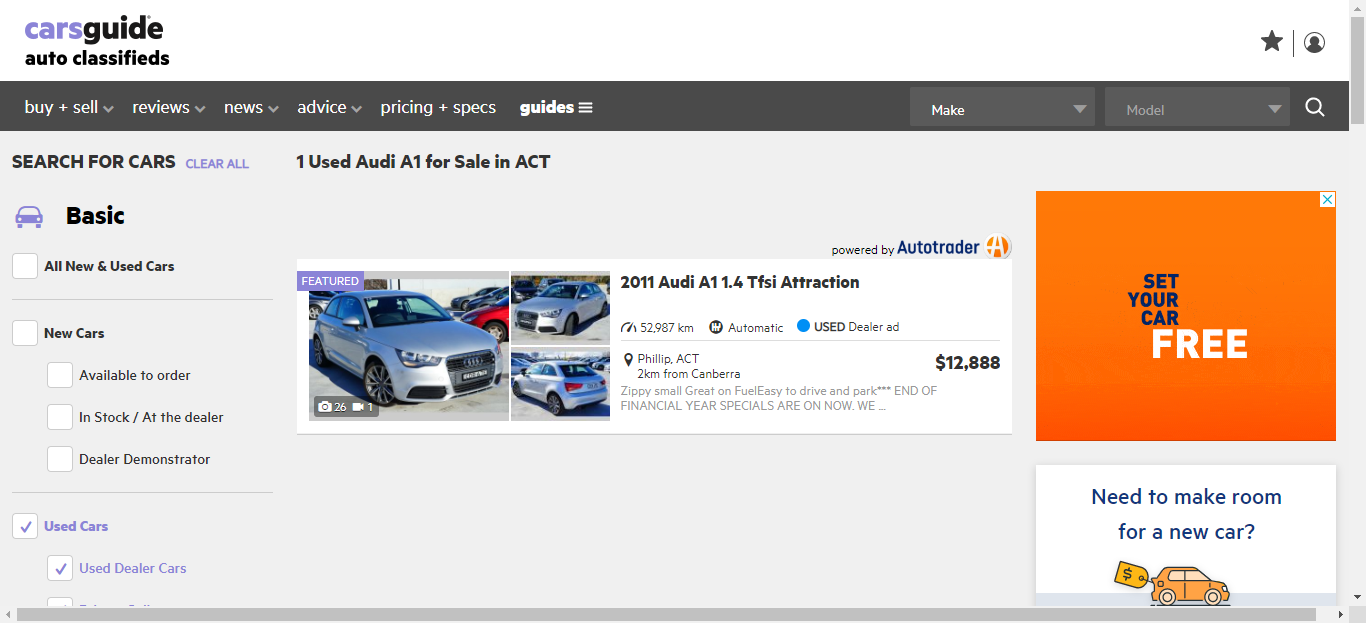 carsguide
auto classifieds
buy + sell
reviews
news
advice
pricing + specs
guides
Make
Model
SEARCH FOR CARS
CLEAR ALL
1 Used Audi A1 for Sale in ACT
Basic
All New & Used Cars
New Cars
Available to order
In Stock / At the dealer
Dealer Demonstrator
Used Cars
Used Dealer Cars
powered by Autotrader
FEATURED
26
1
2011 Audi A1 1.4 Tfsi Attraction
52,987 km
Automatic
USED Dealer ad
Phillip, ACT
2km from Canberra
$12,888
Zippy small Great on FuelEasy to drive and park*** END OF
FINANCIAL YEAR SPECIALS ARE ON NOW. WE ...
SET
YOUR
CAR
FREE
Need to make room
for a new car?
$